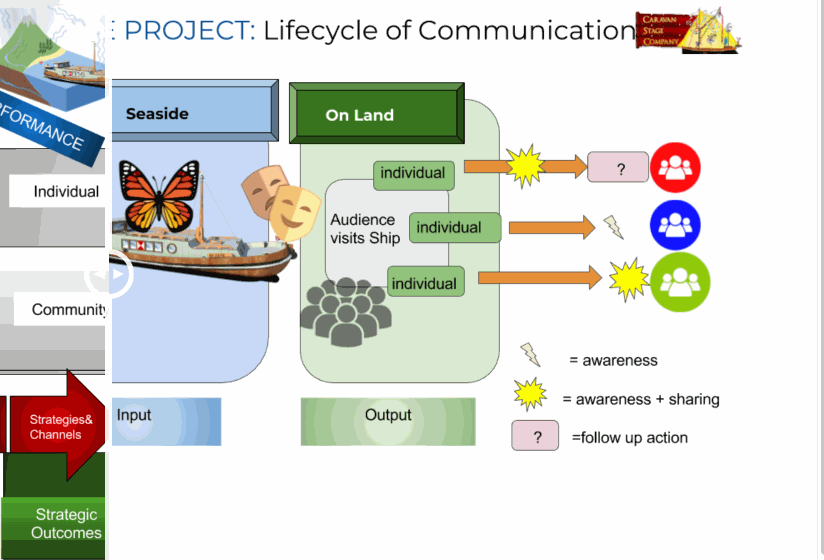 E PROJECT: Lifecycle of Communication
CARAVAN
STAGE
COMPANY
RFORMANCE
Individual
Community
Strategies&
Channels
Strategic
Outcomes
Seaside
On Land
individual
Audience
visits Ship
individual
individual
?
Input
Output
= awareness
= awareness + sharing
? =follow up action